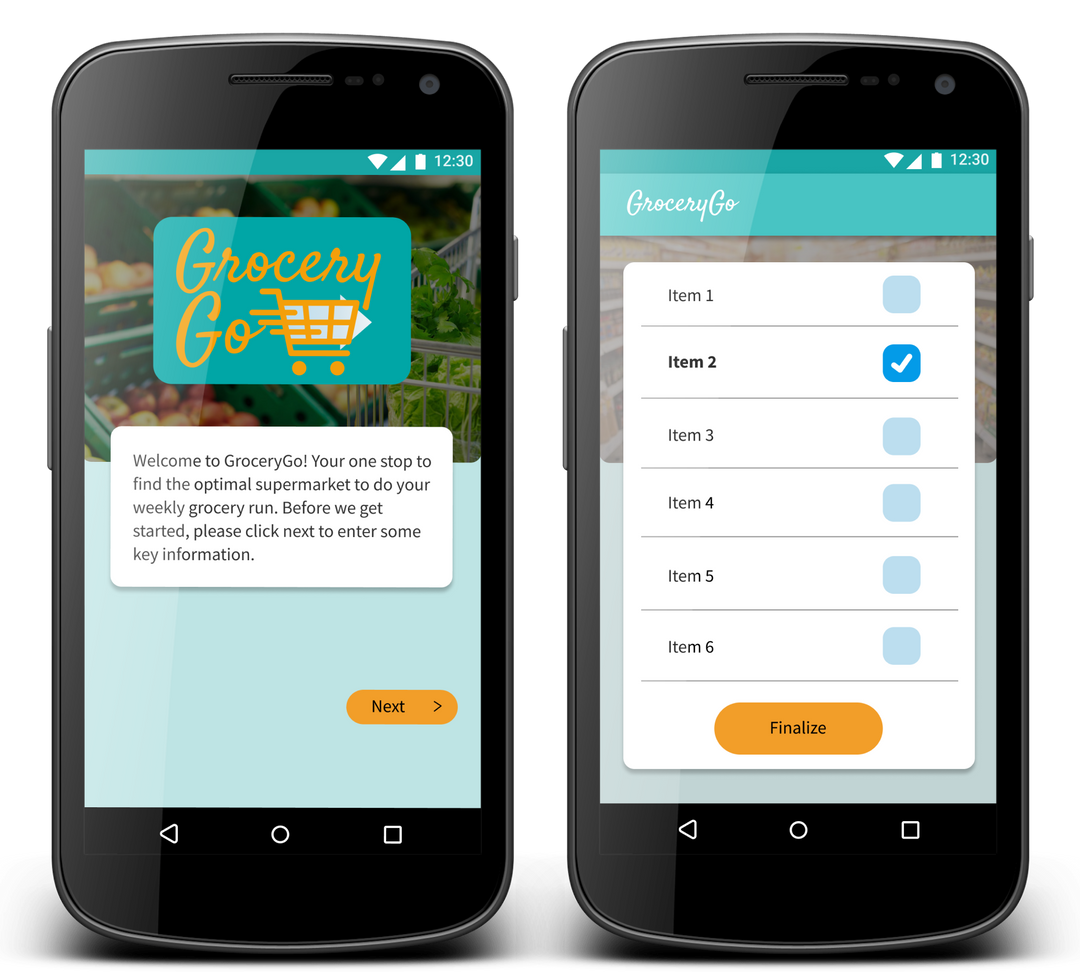 12:30
Grocery
Go
Welcome to GroceryGo! Your one stop to
find the optimal supermarket to do your
weekly grocery run. Before we get
started, please click next to enter some
key information.
Next >
12:30
GroceryGo
Item 1
Item 2
Item 3
Item 4
Item 5
Item 6
Finalize